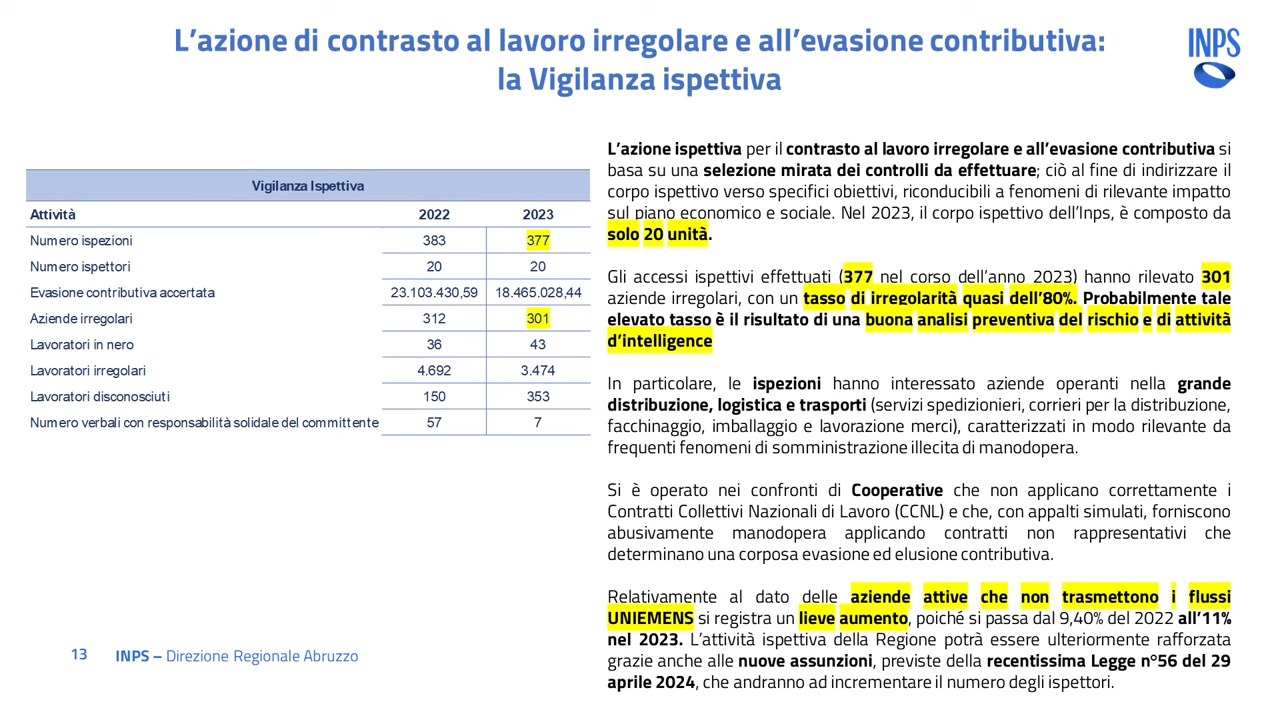 L’azione di contrasto al lavoro irregolare e all’evasione contributiva:
la Vigilanza ispettiva
INPS
Vigilanza Ispettiva
Attività 2022 2023
Numero ispezioni 383 377
Numero ispettori 20 20
Evasione contributiva accertata 23.103.430,59 18.465.028,44
Aziende irregolari 312 301
Lavoratori in nero 36 43
Lavoratori irregolari 4.692 3.474
Lavoratori disconosciuti 150 353
Numero verbali con responsabilità solidale del committente 57 7
L’azione ispettiva per il contrasto al lavoro irregolare e all’evasione contributiva si
basa su una selezione mirata dei controlli da effettuare; ciò al fine di indirizzare il
corpo ispettivo verso specifici obiettivi, riconducibili a fenomeni di rilevante impatto
sul piano economico e sociale. Nel 2023, il corpo ispettivo dell’Inps, è composto da
solo 20 unità.
Gli accessi ispettivi effettuati (377 nel corso dell’anno 2023) hanno rilevato 301
aziende irregolari, con un tasso di irregolarità quasi dell’80%. Probabilmente tale
elevato tasso è il risultato di una buona analisi preventiva del rischio e di attività
d’intelligence
In particolare, le ispezioni hanno interessato aziende operanti nella grande
distribuzione, logistica e trasporti (servizi spedizionieri, corrieri per la distribuzione,
facchinaggio, imballaggio e lavorazione merci), caratterizzati in modo rilevante da
frequenti fenomeni di somministrazione illecita di manodopera.
Si è operato nei confronti di Cooperative che non applicano correttamente i
Contratti Collettivi Nazionali di Lavoro (CCNL) e che, con appalti simulati, forniscono
abusivamente manodopera applicando contratti non rappresentativi che
determinano una corposa evasione ed elusione contributiva.
Relativamente al dato delle aziende attive che non trasmettono i flussi
UNIEMENS si registra un lieve aumento, poiché si passa dal 9,40% del 2022 all’11%
nel 2023. L’attività ispettiva della Regione potrà essere ulteriormente rafforzata
grazie anche alle nuove assunzioni, previste della recentissima Legge n°56 del 29
aprile 2024, che andranno ad incrementare il numero degli ispettori.
13 INPS – Direzione Regionale Abruzzo